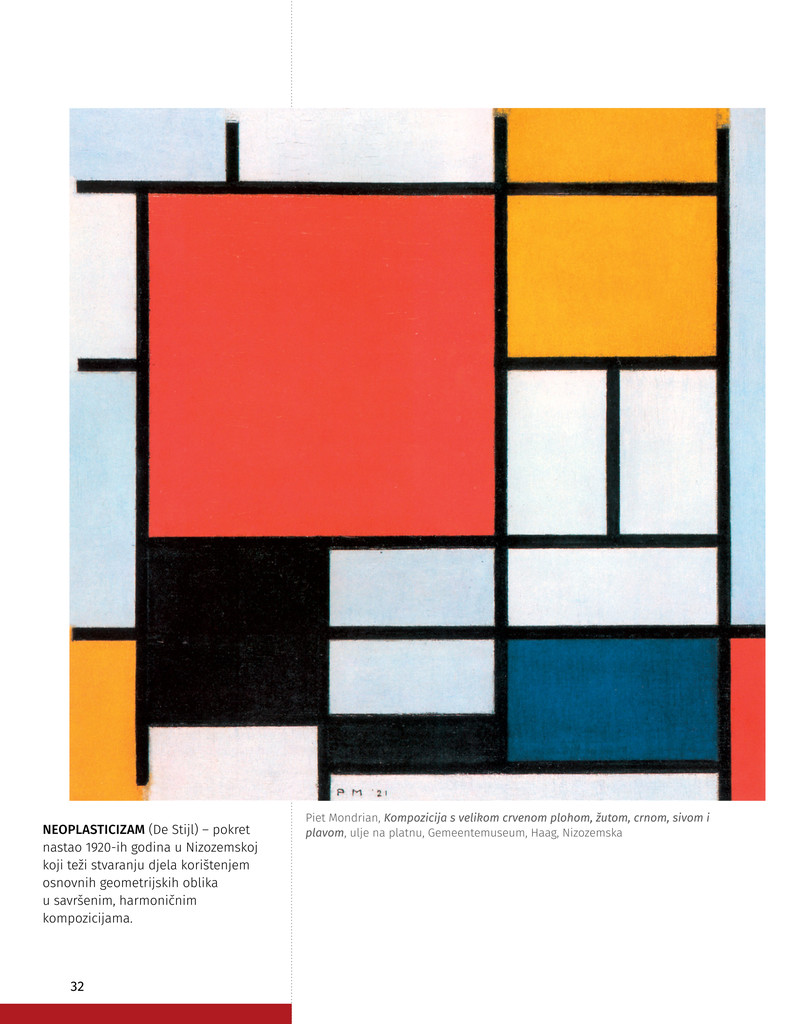 P M '21
NEOPLASTICIZAM (De Stijl) – pokret
nastao 1920-ih godina u Nizozemskoj
koji teži stvaranju djela korištenjem
osnovnih geometrijskih oblika
u savršenim, harmoničnim
kompozicijama.
Piet Mondrian, Kompozicija s velikom crvenom plohom, žutom, crnom, sivom i
plavom, ulje na platnu, Gemeentemuseum, Haag, Nizozemska
32